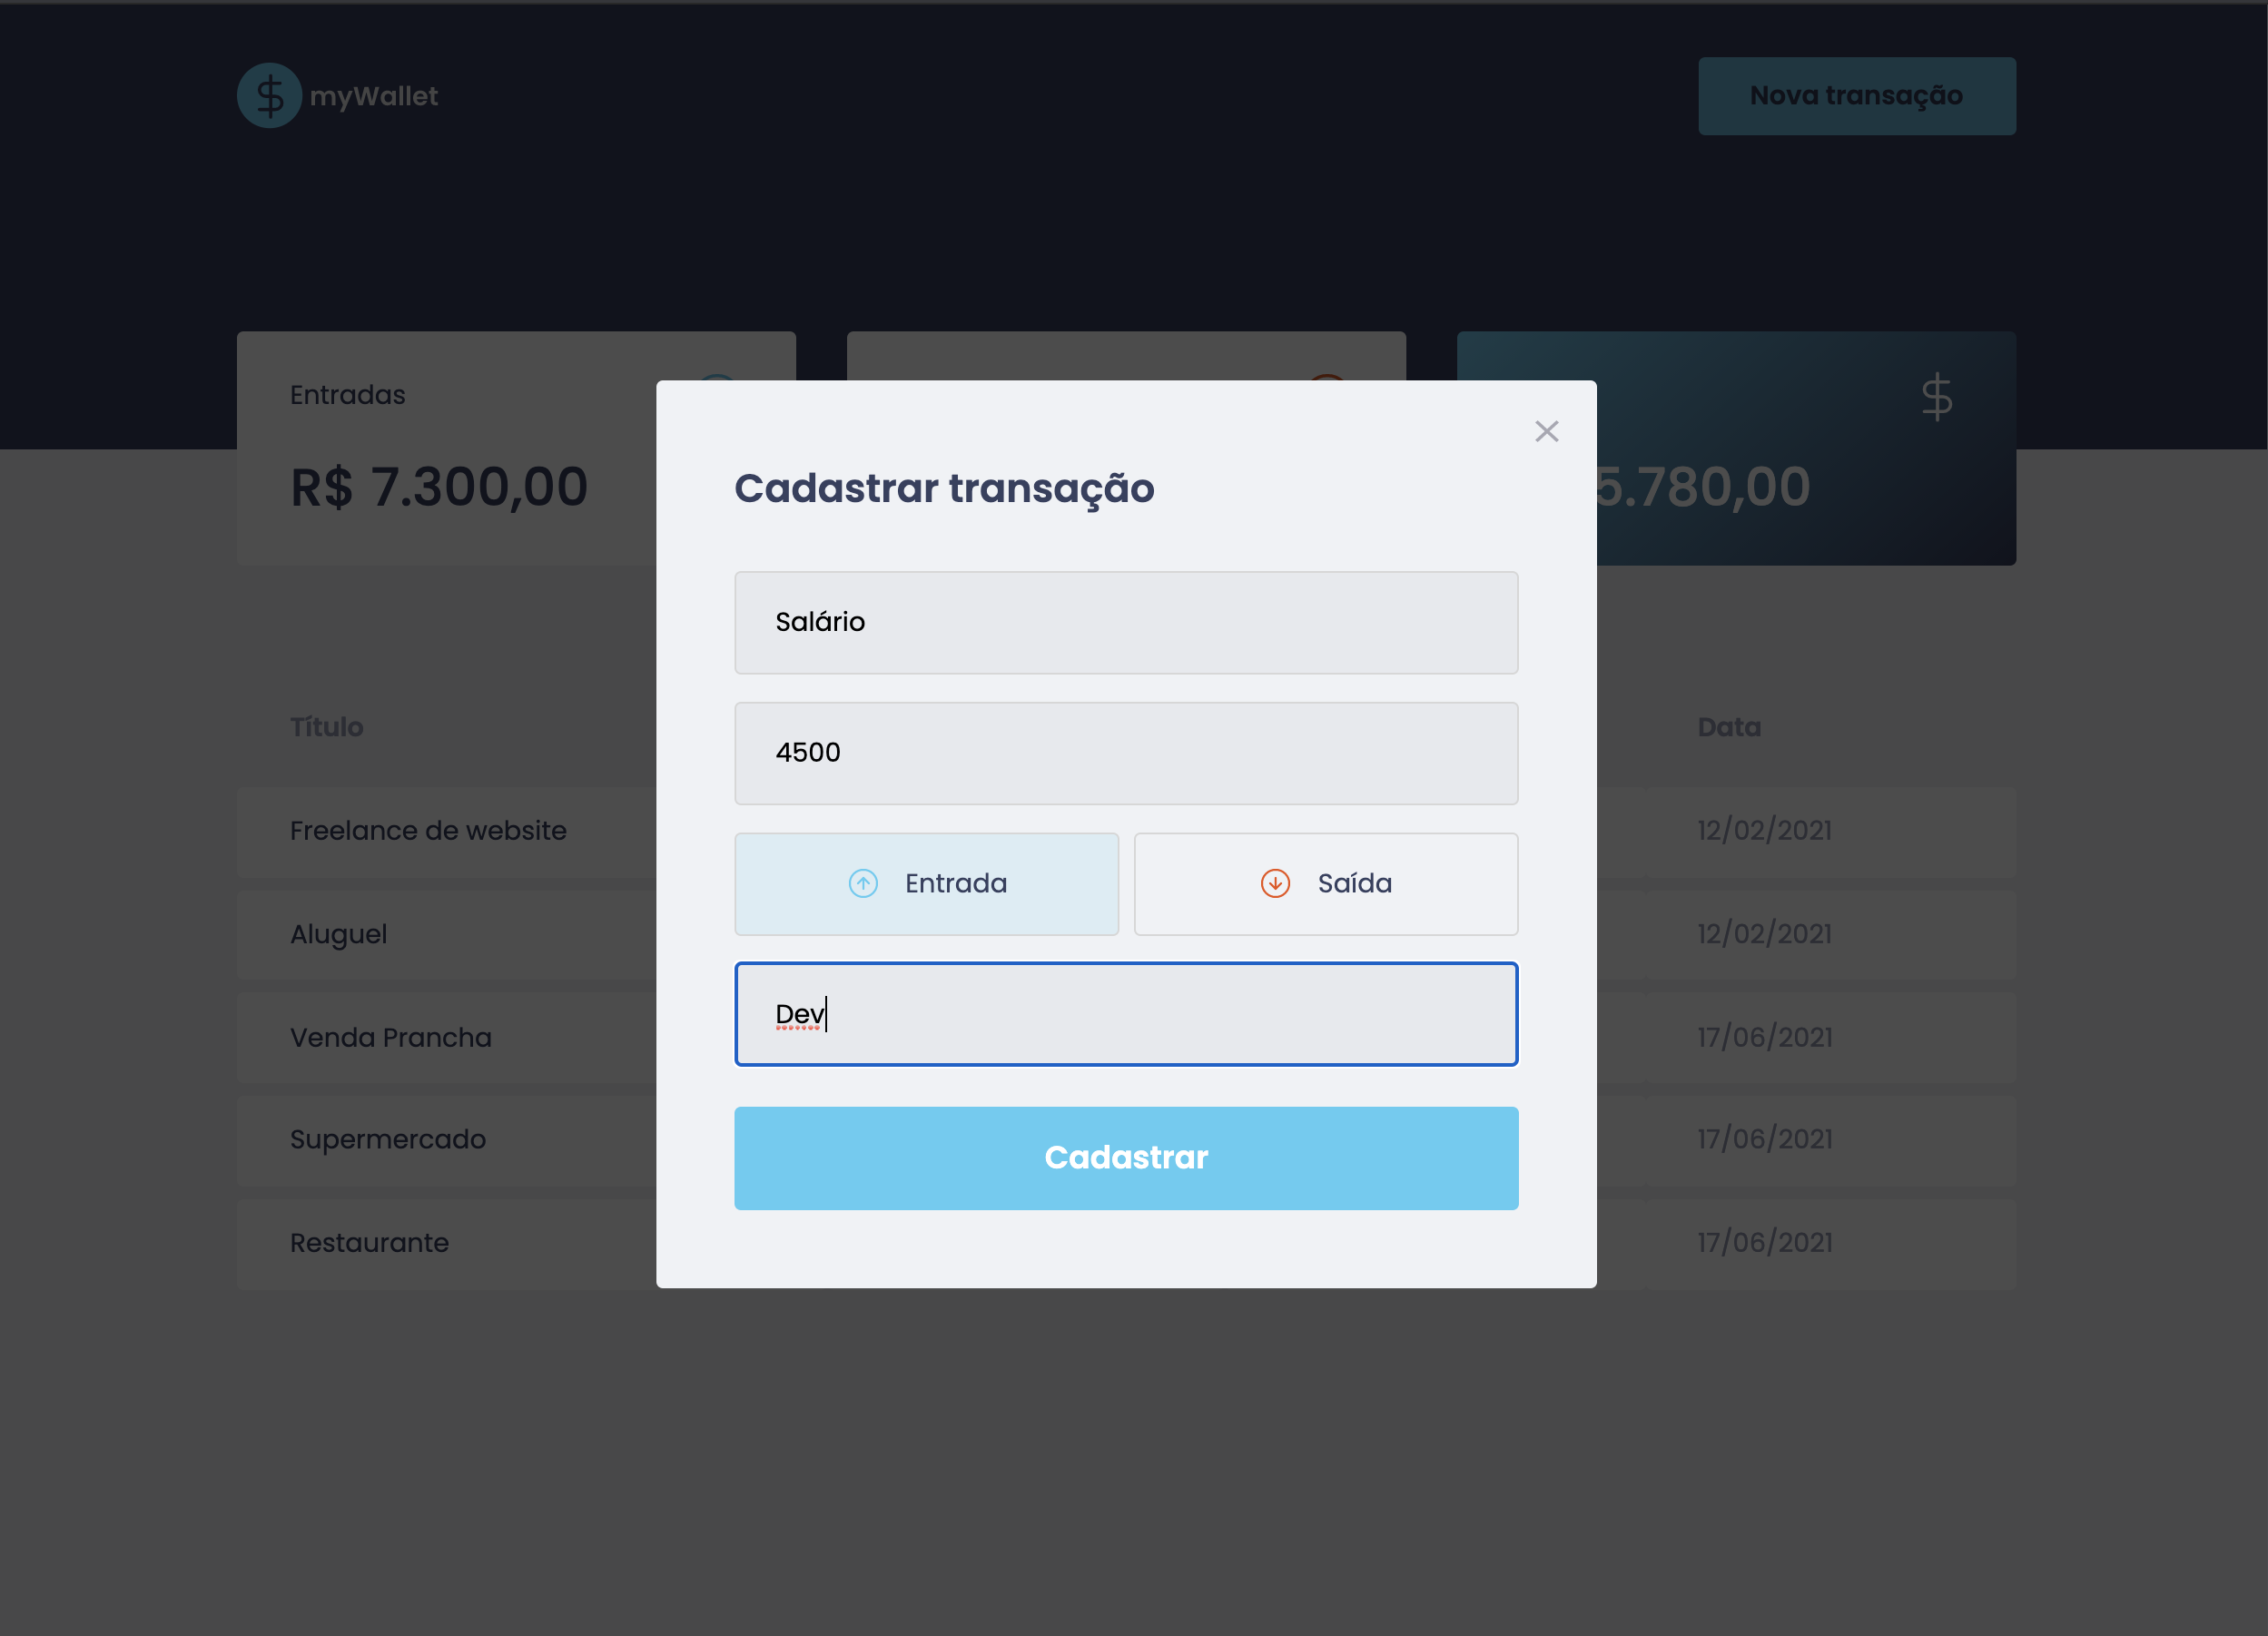 myWallet
Nova transação
Entradas
R$ 7.300,00
5.780,00
Cadastrar transação
Salário
4500
Entrada
Saída
Dev
Cadastrar
Título
Data
Freelance de website
12/02/2021
Aluguel
12/02/2021
Venda Prancha
17/06/2021
Supermercado
17/06/2021
Restaurante
17/06/2021